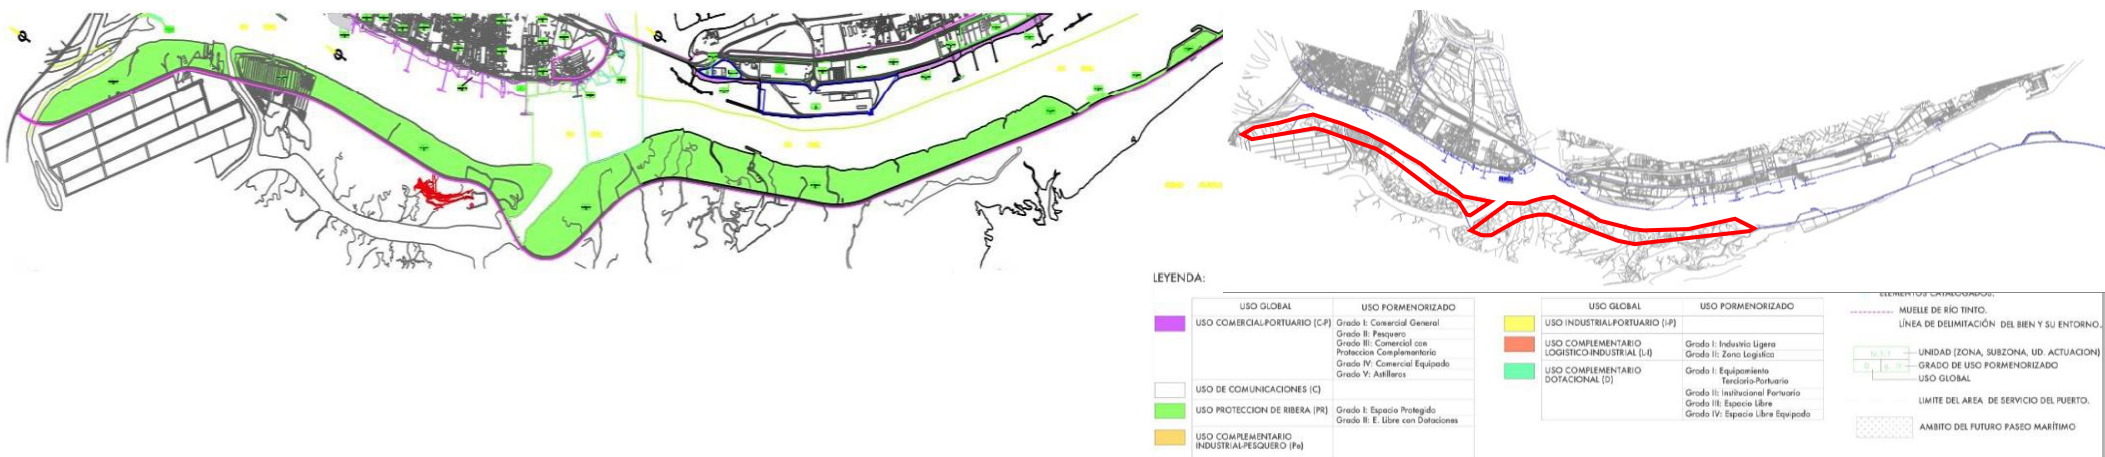 LEYENDA:
USO GLOBAL
USO PORMENORIZADO
USO COMERCIAL-PORTUARIO (C-P)
Grado I: Comercial General
Grado II: Pesquero
Grado III: Comercial con
Proteccion Complementaria
Grado IV: Comercial Equipado
Grado V: Astilleros
USO DE COMUNICACIONES (C)
USO PROTECCION DE RIBERA (PR)
Grado I: Espacio Protegido
Grado II: E. Libre con Dotaciones
USO COMPLEMENTARIO
INDUSTRIAL-PESQUERO (Pe)
USO GLOBAL
USO PORMENORIZADO
USO INDUSTRIAL-PORTUARIO (I-P)
USO COMPLEMENTARIO
LOGISTICO-INDUSTRIAL (L-I)
Grado I: Industria Ligera
Grado II: Zona Logistica
USO COMPLEMENTARIO
DOTACIONAL (D)
Grado I: Equipamiento
Terciario-Portuario
Grado II: Institucional Portuario
Grado III: Espacio Libre
Grado IV: Espacio Libre Equipado
ELEMENTOS CATALOGADOS.
MUELLE DE RÍO TINTO.
LÍNEA DE DELIMITACIÓN DEL BIEN Y SU ENTORNO.
UNIDAD (ZONA, SUBZONA, UD. ACTUACION)
GRADO DE USO PORMENORIZADO
USO GLOBAL
LIMITE DEL AREA DE SERVICIO DEL PUERTO.
AMBITO DEL FUTURO PASEO MARÍTIMO